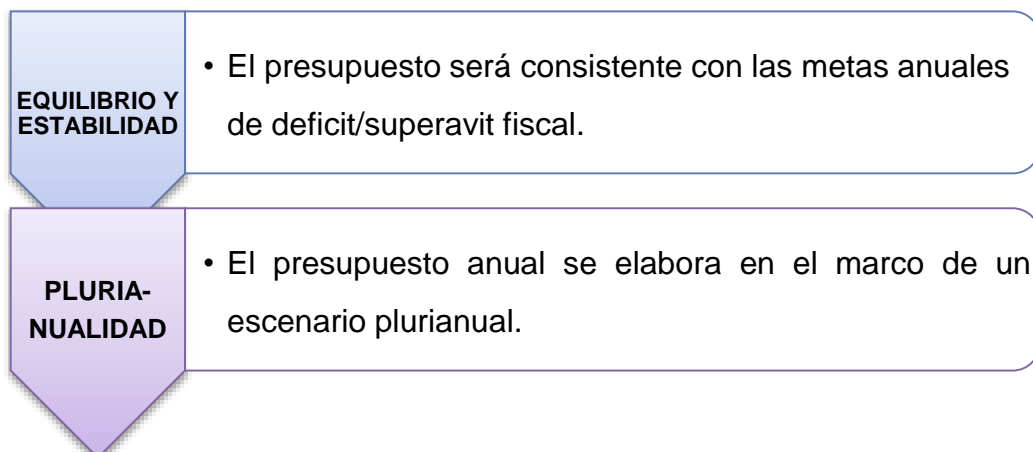 EQUILIBRIO Y
ESTABILIDAD
• El presupuesto será consistente con las metas anuales
de deficit/superavit fiscal.
PLURIA-
NUALIDAD
• El presupuesto anual se elabora en el marco de un
escenario plurianual.